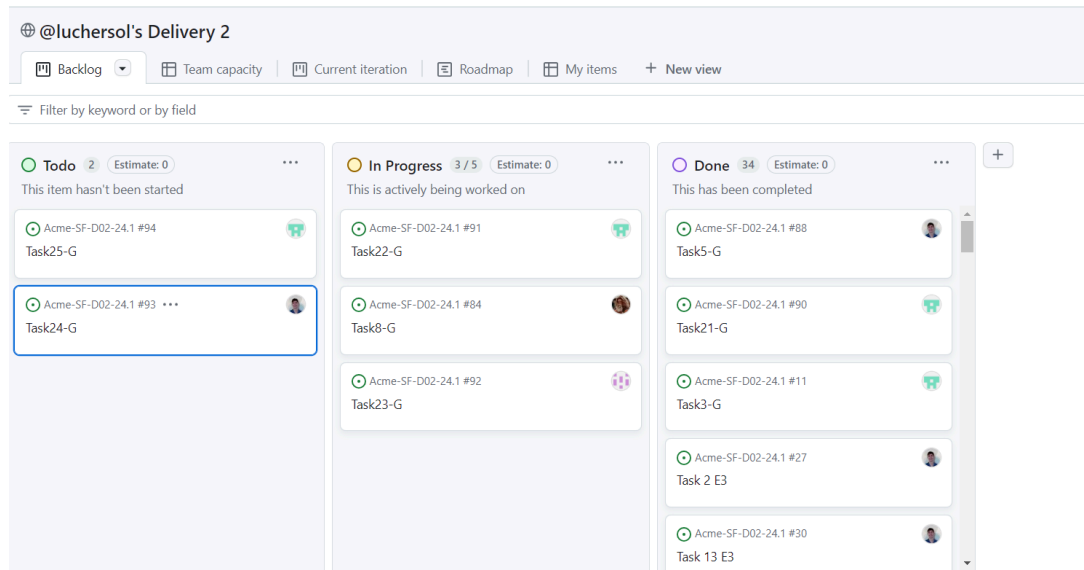 @luchersol's Delivery 2
Backlog
Team capacity
Current iteration
Roadmap
My items
+ New view
Filter by keyword or by field
Todo 2 Estimate: 0 ...
This item hasn't been started
Acme-SF-D02-24.1 #94
Task25-G
Acme-SF-D02-24.1 #93 ...
Task24-G
In Progress 3 / 5 Estimate: 0 ...
This is actively being worked on
Acme-SF-D02-24.1 #91
Task22-G
Acme-SF-D02-24.1 #84
Task8-G
Acme-SF-D02-24.1 #92
Task23-G
Done 34 Estimate: 0 ...
This has been completed
Acme-SF-D02-24.1 #88
Task5-G
Acme-SF-D02-24.1 #90
Task21-G
Acme-SF-D02-24.1 #11
Task3-G
Acme-SF-D02-24.1 #27
Task 2 E3
Acme-SF-D02-24.1 #30
Task 13 E3
+